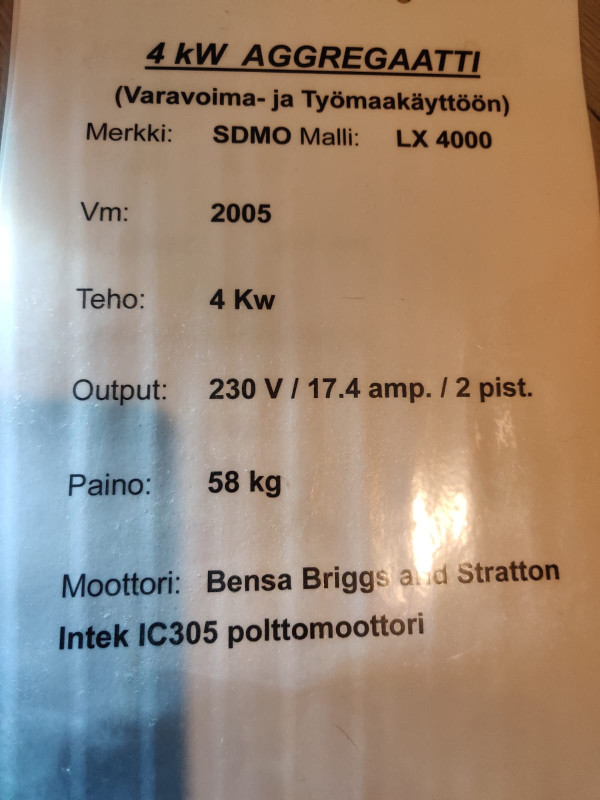 4 kW AGGREGAATTI
(Varavoima- ja Työmaakäyttöön)
Merkki: SDMO Malli: LX 4000
Vm: 2005
Teho: 4 Kw
Output: 230 V / 17.4 amp. / 2 pist.
Paino: 58 kg
Moottori: Bensa Briggs and Stratton
Intek IC305 polttomoottori